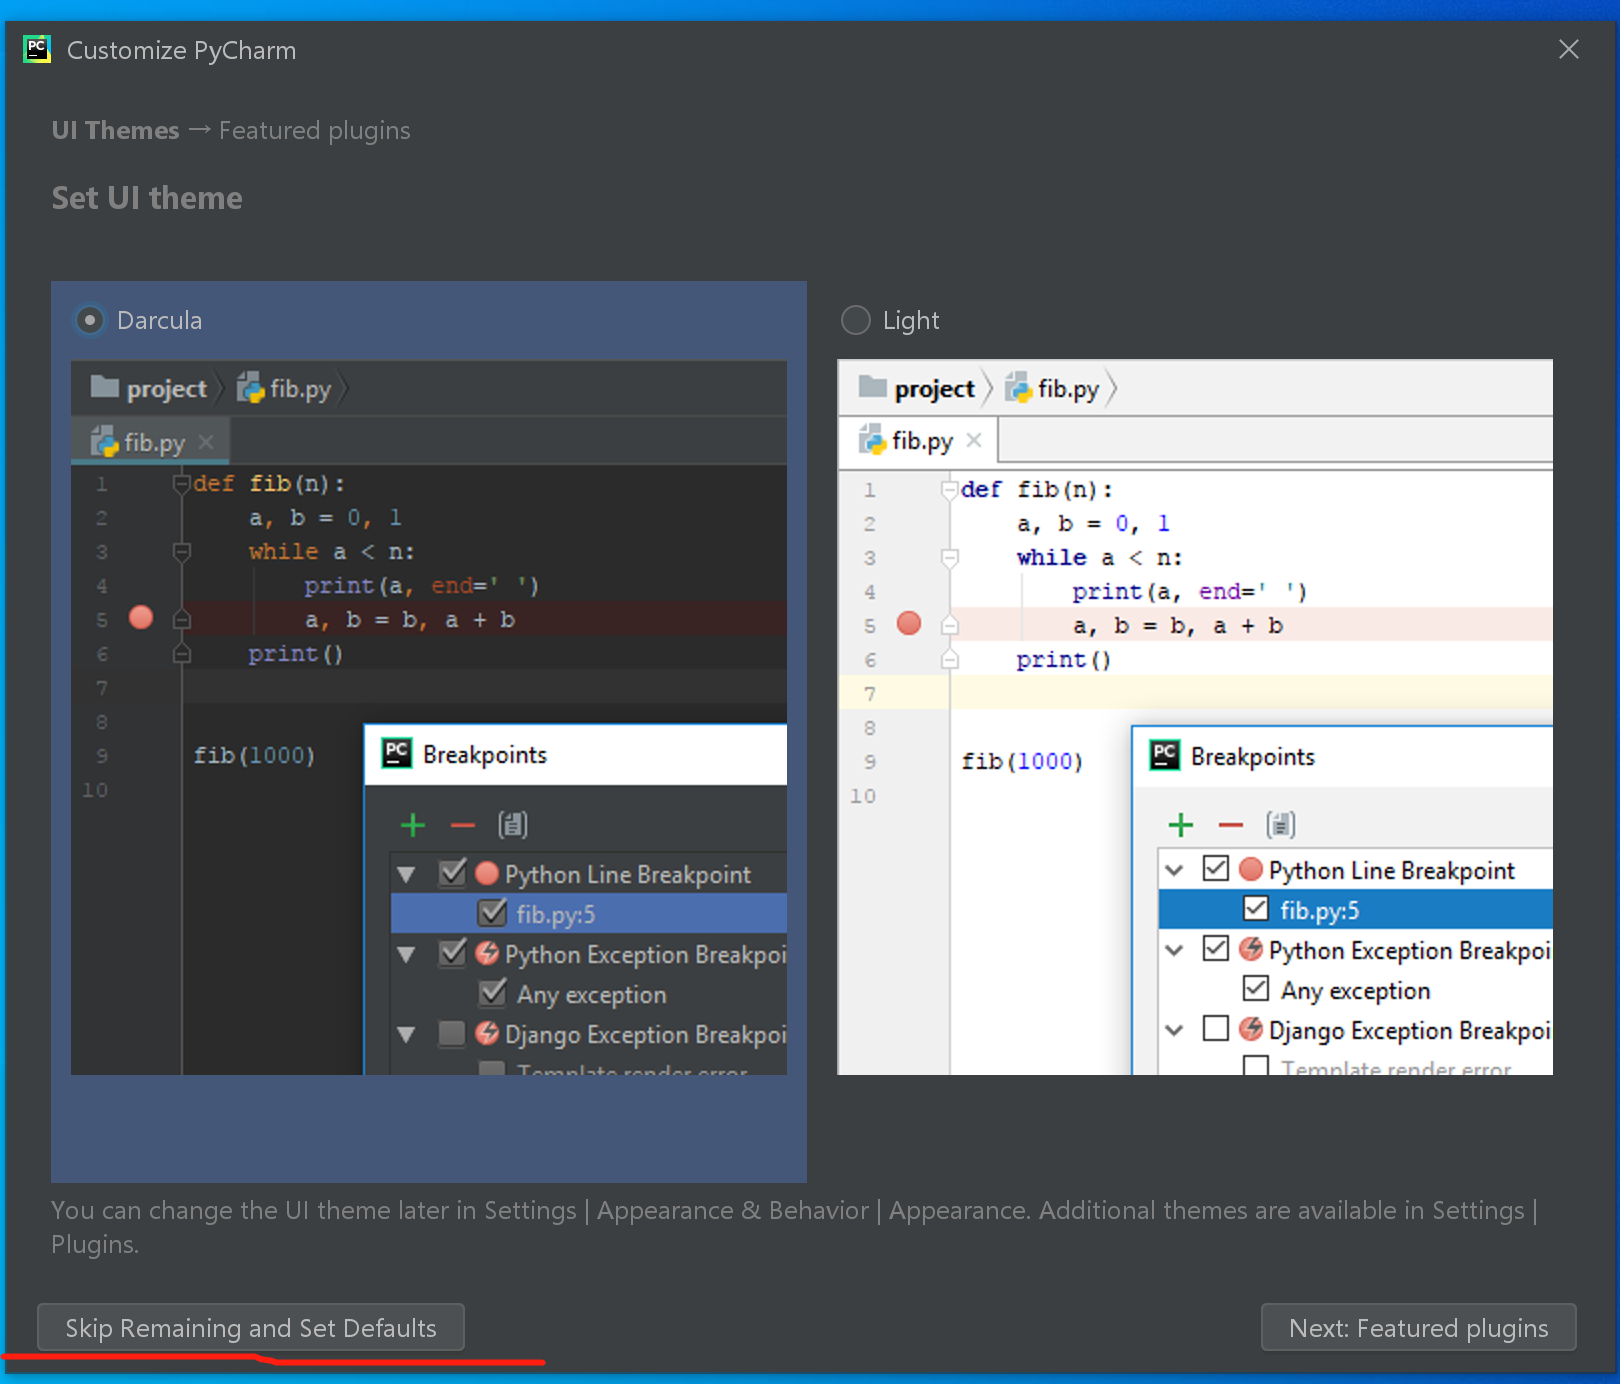 PC Customize PyCharm
UI Themes → Featured plugins
Set UI theme
Darcula
project fib.py
fib.py
1 def fib(n):
2 a, b = 0, 1
3 while a < n:
4 print(a, end=' ')
5 a, b = b, a + b
6 print()
7
8
9 fib(1000)
10
PC Breakpoints
Python Line Breakpoint
fib.py:5
Python Exception Breakpoi
Any exception
Django Exception Breakpoi
Template render error
Light
project fib.py
fib.py
1 def fib(n):
2 a, b = 0, 1
3 while a < n:
4 print(a, end=' ')
5 a, b = b, a + b
6 print()
7
8
9 fib(1000)
10
PC Breakpoints
Python Line Breakpoint
fib.py:5
Python Exception Breakpoi
Any exception
Django Exception Breakpoi
Template render error
You can change the UI theme later in Settings | Appearance & Behavior | Appearance. Additional themes are available in Settings |
Plugins.
Skip Remaining and Set Defaults
Next: Featured plugins